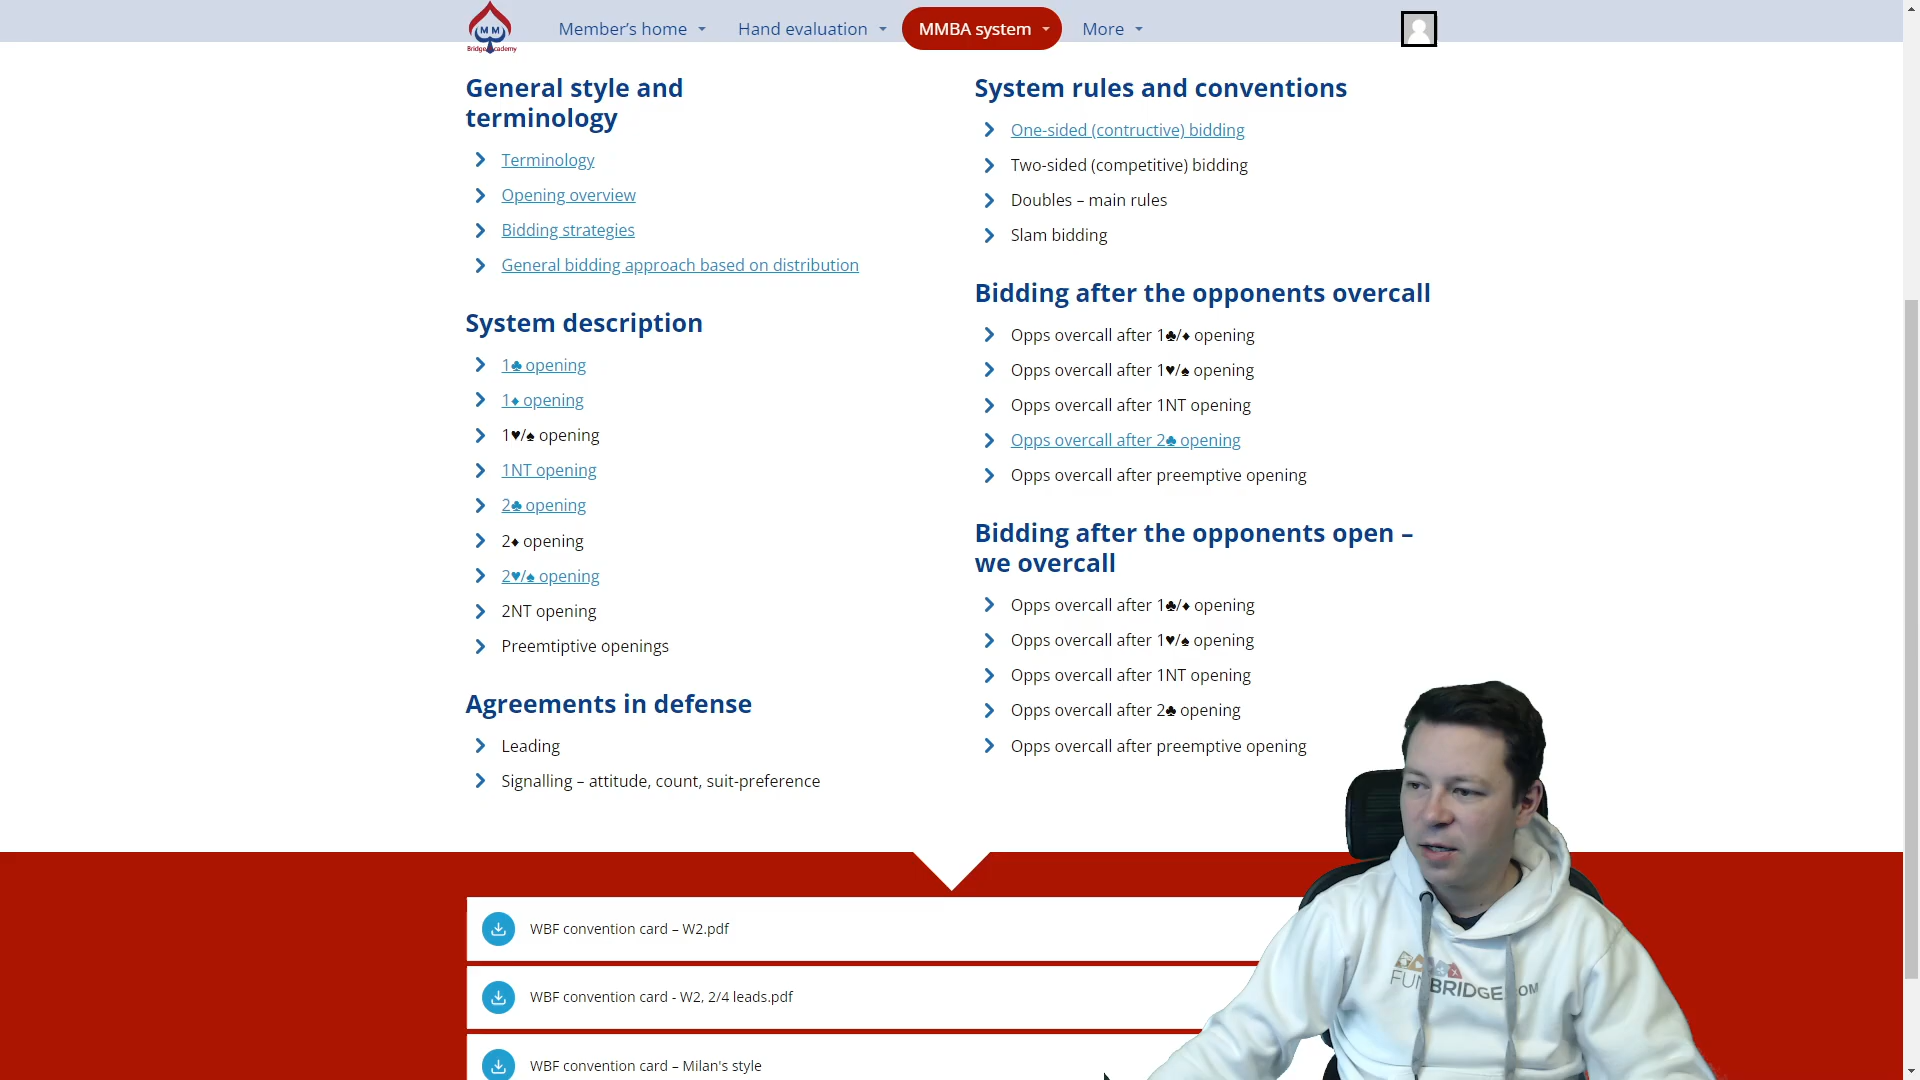 MM
Bridge Academy
Member’s home
Hand evaluation
MMBA system
More
General style and
terminology
Terminology
Opening overview
Bidding strategies
General bidding approach based on distribution
System description
1♣ opening
1♦ opening
1♥/♠ opening
1NT opening
2♣ opening
2♦ opening
2♥/♠ opening
2NT opening
Preemtiptive openings
Agreements in defense
Leading
Signalling – attitude, count, suit-preference
System rules and conventions
One-sided (contructive) bidding
Two-sided (competitive) bidding
Doubles – main rules
Slam bidding
Bidding after the opponents overcall
Opps overcall after 1♣/♦ opening
Opps overcall after 1♥/♠ opening
Opps overcall after 1NT opening
Opps overcall after 2♣ opening
Opps overcall after preemptive opening
Bidding after the opponents open –
we overcall
Opps overcall after 1♣/♦ opening
Opps overcall after 1♥/♠ opening
Opps overcall after 1NT opening
Opps overcall after 2♣ opening
Opps overcall after preemptive opening
WBF convention card – W2.pdf
WBF convention card - W2, 2/4 leads.pdf
WBF convention card – Milan's style
FUNBRIDGE.COM